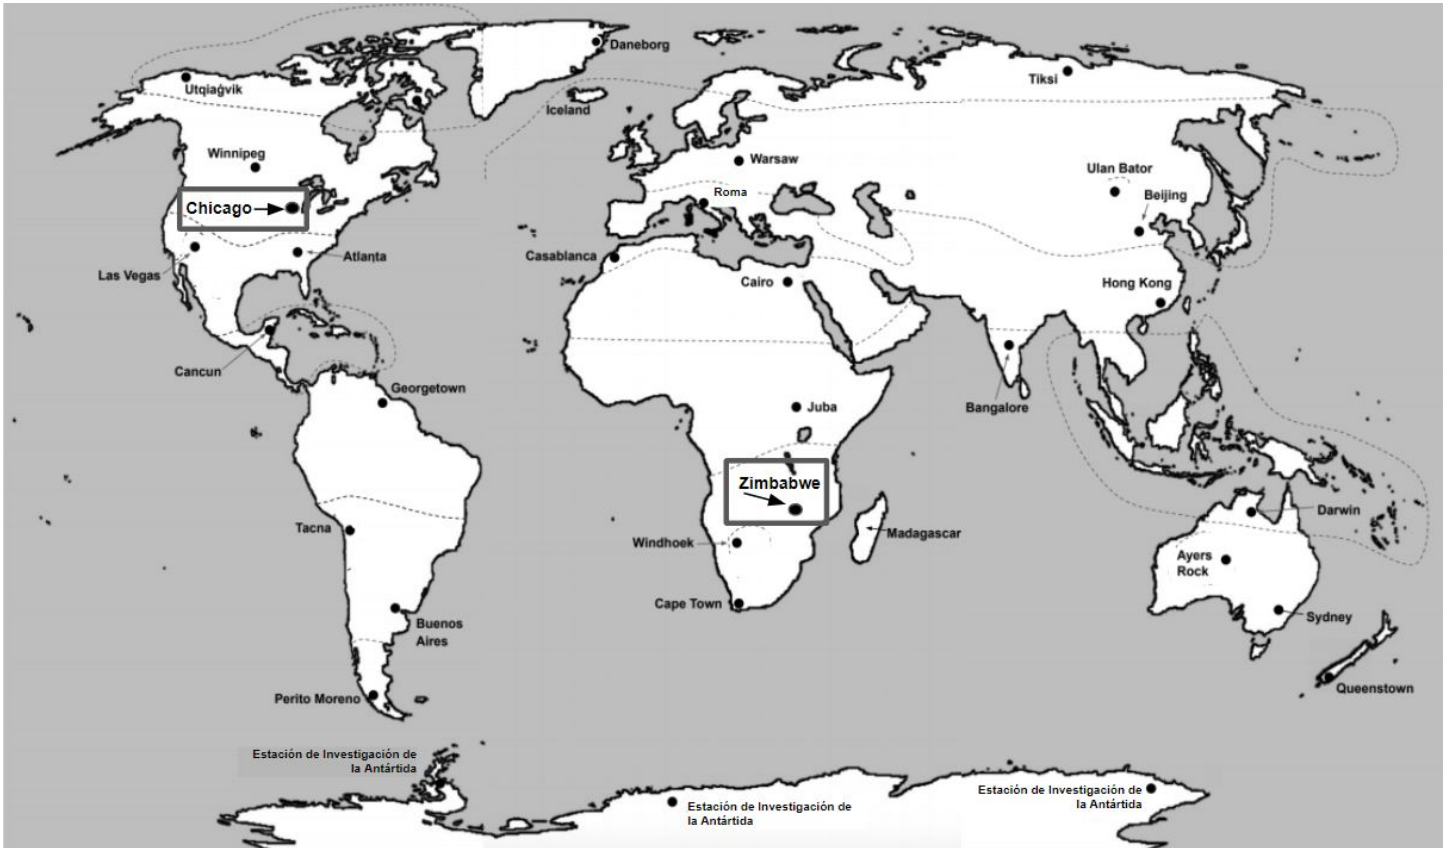 Daneborg
Tiksi
Utqiaġvik
Iceland
Winnipeg
Warsaw
Ulan Bator
Roma
Beijing
Chicago
Casablanca
Atlanta
Las Vegas
Cairo
Hong Kong
Cancun
Georgetown
Juba
Bangalore
Zimbabwe
Darwin
Tacna
Madagascar
Windhoek
Ayers
Rock
Cape Town
Sydney
Buenos
Aires
Perito Moreno
Queenstown
Estación de Investigación de
la Antártida
Estación de Investigación de
la Antártida
Estación de Investigación de
la Antártida